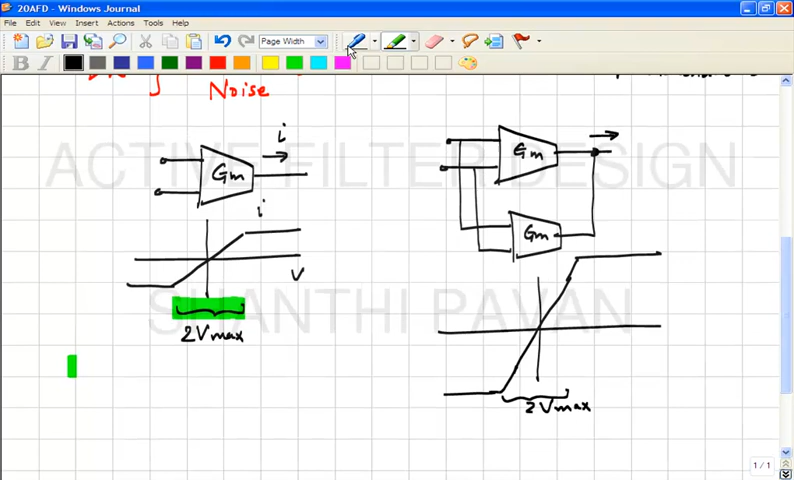 20AFD - Windows Journal
File Edit View Insert Actions Tools Help
Page Width
B I
Noise
ACTIVE FILTER DESIGN
i
Gm
Gm
Gm
i
V
SHANTHI PAVAN
2Vmax
2Vmax
1 / 1